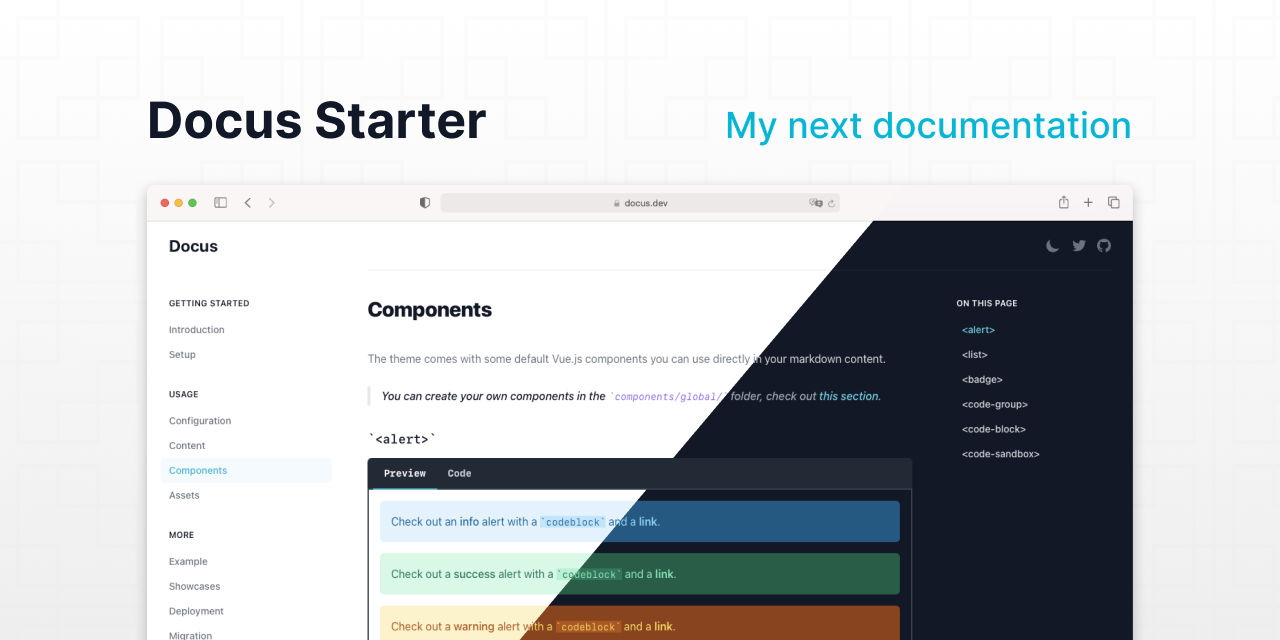 Docus Starter
My next documentation
docus.dev
Docus
GETTING STARTED
Introduction
Setup
USAGE
Configuration
Content
Components
Assets
MORE
Example
Showcases
Deployment
Migration
Components
The theme comes with some default Vue.js components you can use directly in your markdown content.
You can create your own components in the `components/global/` folder, check out this section.
`<alert>`
Preview Code
Check out an info alert with a `codeblock` and a link.
Check out a success alert with a `codeblock` and a link.
Check out a warning alert with a `codeblock` and a link.
ON THIS PAGE
<alert>
<list>
<badge>
<code-group>
<code-block>
<code-sandbox>